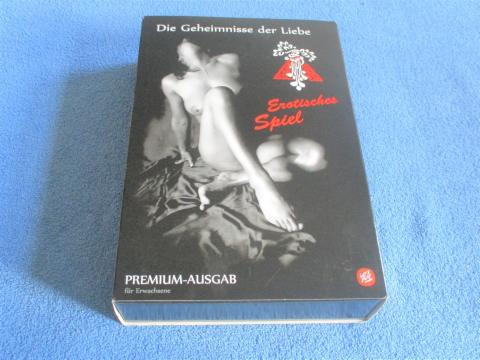 Die Geheimnisse der Liebe
Erotisches
Spiel
PREMIUM-AUSGAB
für Erwachsene